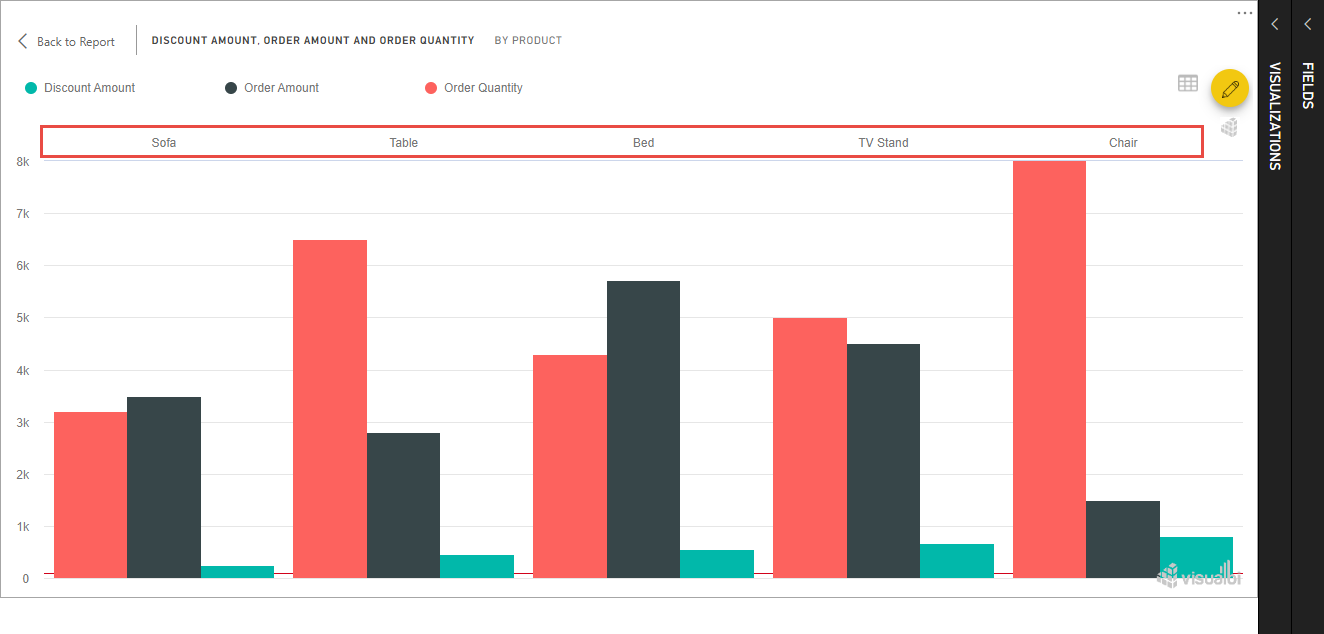 Back to Report
DISCOUNT AMOUNT, ORDER AMOUNT AND ORDER QUANTITY BY PRODUCT
Discount Amount Order Amount Order Quantity
Sofa Table Bed TV Stand Chair
8k
7k
6k
5k
4k
3k
2k
1k
0
visualbi
VISUALIZATIONS
FIELDS